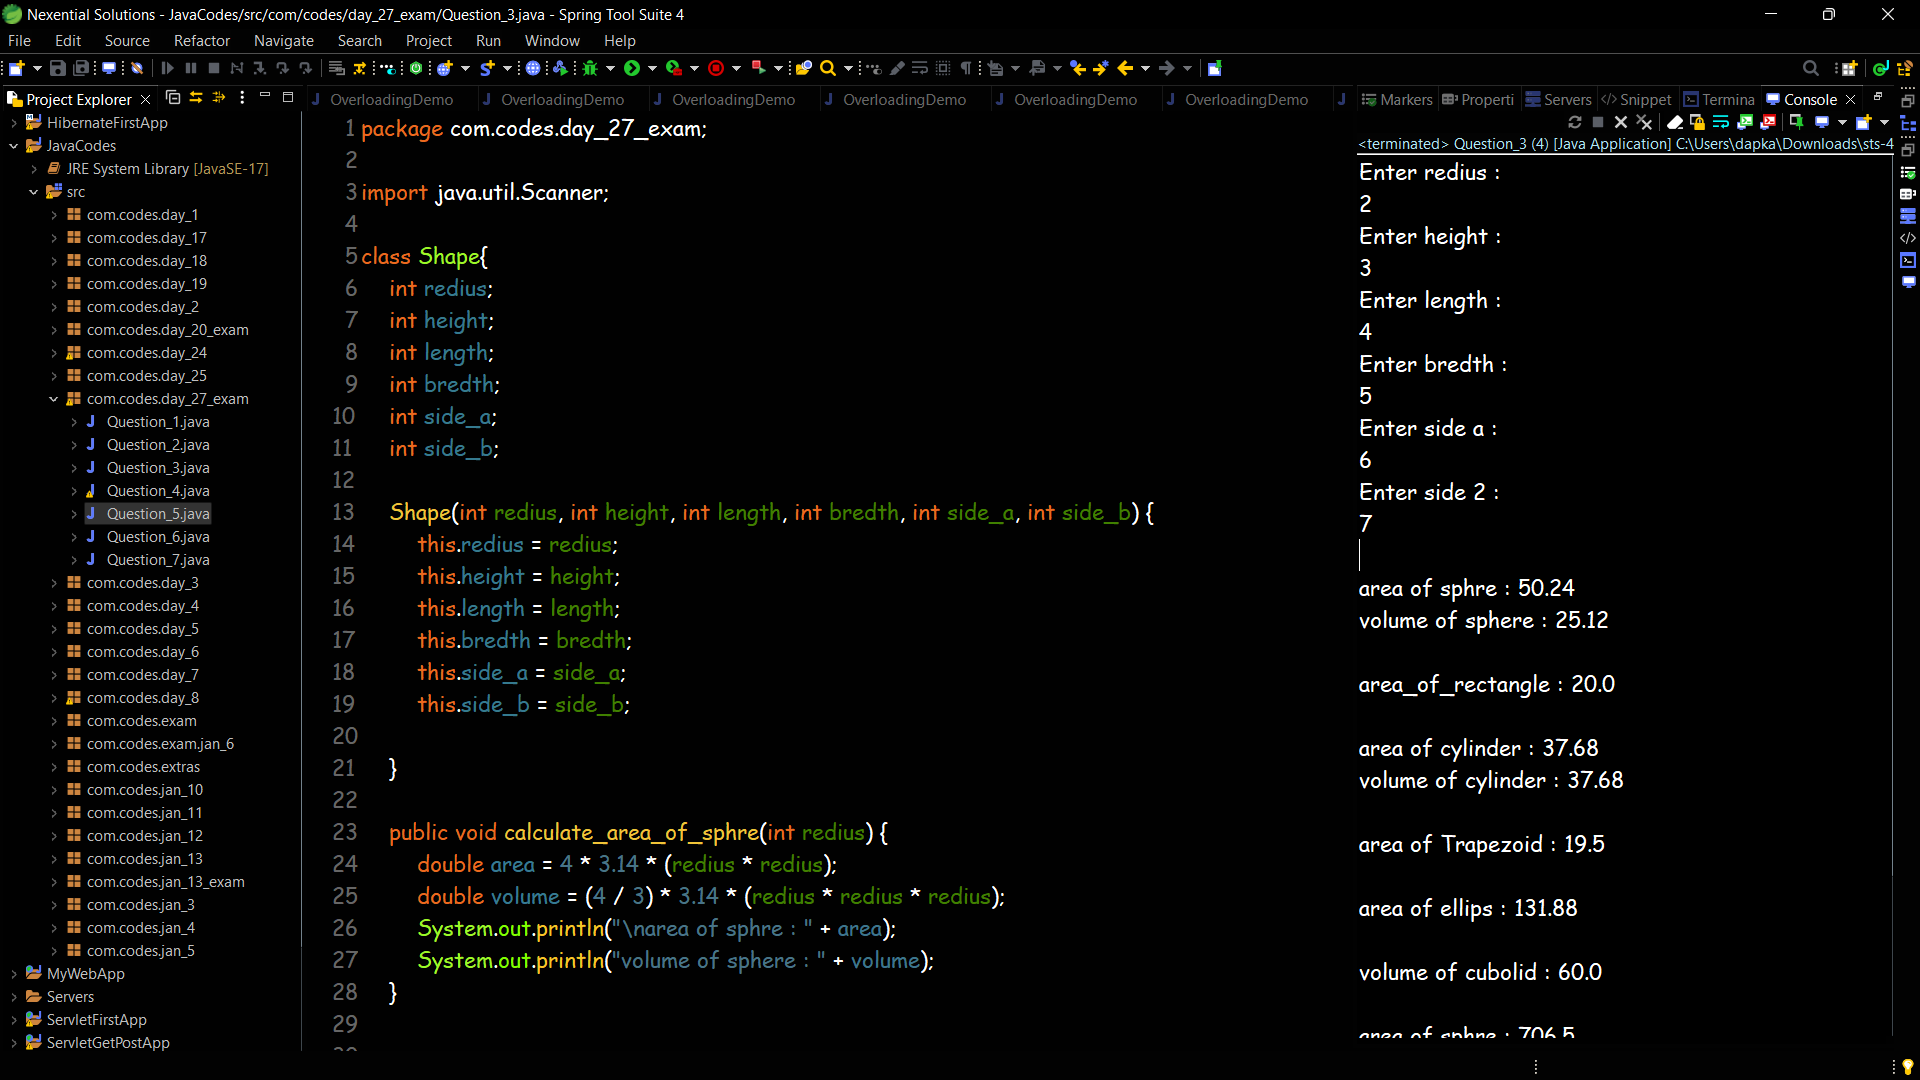 Nexential Solutions - JavaCodes/src/com/codes/day_27_exam/Question_3.java - Spring Tool Suite 4
File Edit Source Refactor Navigate Search Project Run Window Help
Project Explorer
HibernateFirstApp
JavaCodes
JRE System Library [JavaSE-17]
src
com.codes.day_1
com.codes.day_17
com.codes.day_18
com.codes.day_19
com.codes.day_2
com.codes.day_20_exam
com.codes.day_24
com.codes.day_25
com.codes.day_27_exam
Question_1.java
Question_2.java
Question_3.java
Question_4.java
Question_5.java
Question_6.java
Question_7.java
com.codes.day_3
com.codes.day_4
com.codes.day_5
com.codes.day_6
com.codes.day_7
com.codes.day_8
com.codes.exam
com.codes.exam.jan_6
com.codes.extras
com.codes.jan_10
com.codes.jan_11
com.codes.jan_12
com.codes.jan_13
com.codes.jan_13_exam
com.codes.jan_3
com.codes.jan_4
com.codes.jan_5
MyWebApp
Servers
ServletFirstApp
ServletGetPostApp
OverloadingDemo OverloadingDemo OverloadingDemo OverloadingDemo OverloadingDemo OverloadingDemo
1 package com.codes.day_27_exam;
2
3 import java.util.Scanner;
4
5 class Shape{
6 int redius;
7 int height;
8 int length;
9 int bredth;
10 int side_a;
11 int side_b;
12
13 Shape(int redius, int height, int length, int bredth, int side_a, int side_b) {
14 this.redius = redius;
15 this.height = height;
16 this.length = length;
17 this.bredth = bredth;
18 this.side_a = side_a;
19 this.side_b = side_b;
20
21 }
22
23 public void calculate_area_of_sphre(int redius) {
24 double area = 4 * 3.14 * (redius * redius);
25 double volume = (4 / 3) * 3.14 * (redius * redius * redius);
26 System.out.println("\narea of sphre : " + area);
27 System.out.println("volume of sphere : " + volume);
28 }
29
Markers Properti Servers Snippet Termina Console
<terminated> Question_3 (4) [Java Application] C:\Users\dapka\Downloads\sts-4
Enter redius :
2
Enter height :
3
Enter length :
4
Enter bredth :
5
Enter side a :
6
Enter side 2 :
7
area of sphre : 50.24
volume of sphere : 25.12
area_of_rectangle : 20.0
area of cylinder : 37.68
volume of cylinder : 37.68
area of Trapezoid : 19.5
area of ellips : 131.88
volume of cubolid : 60.0
area of sphre : 706.5